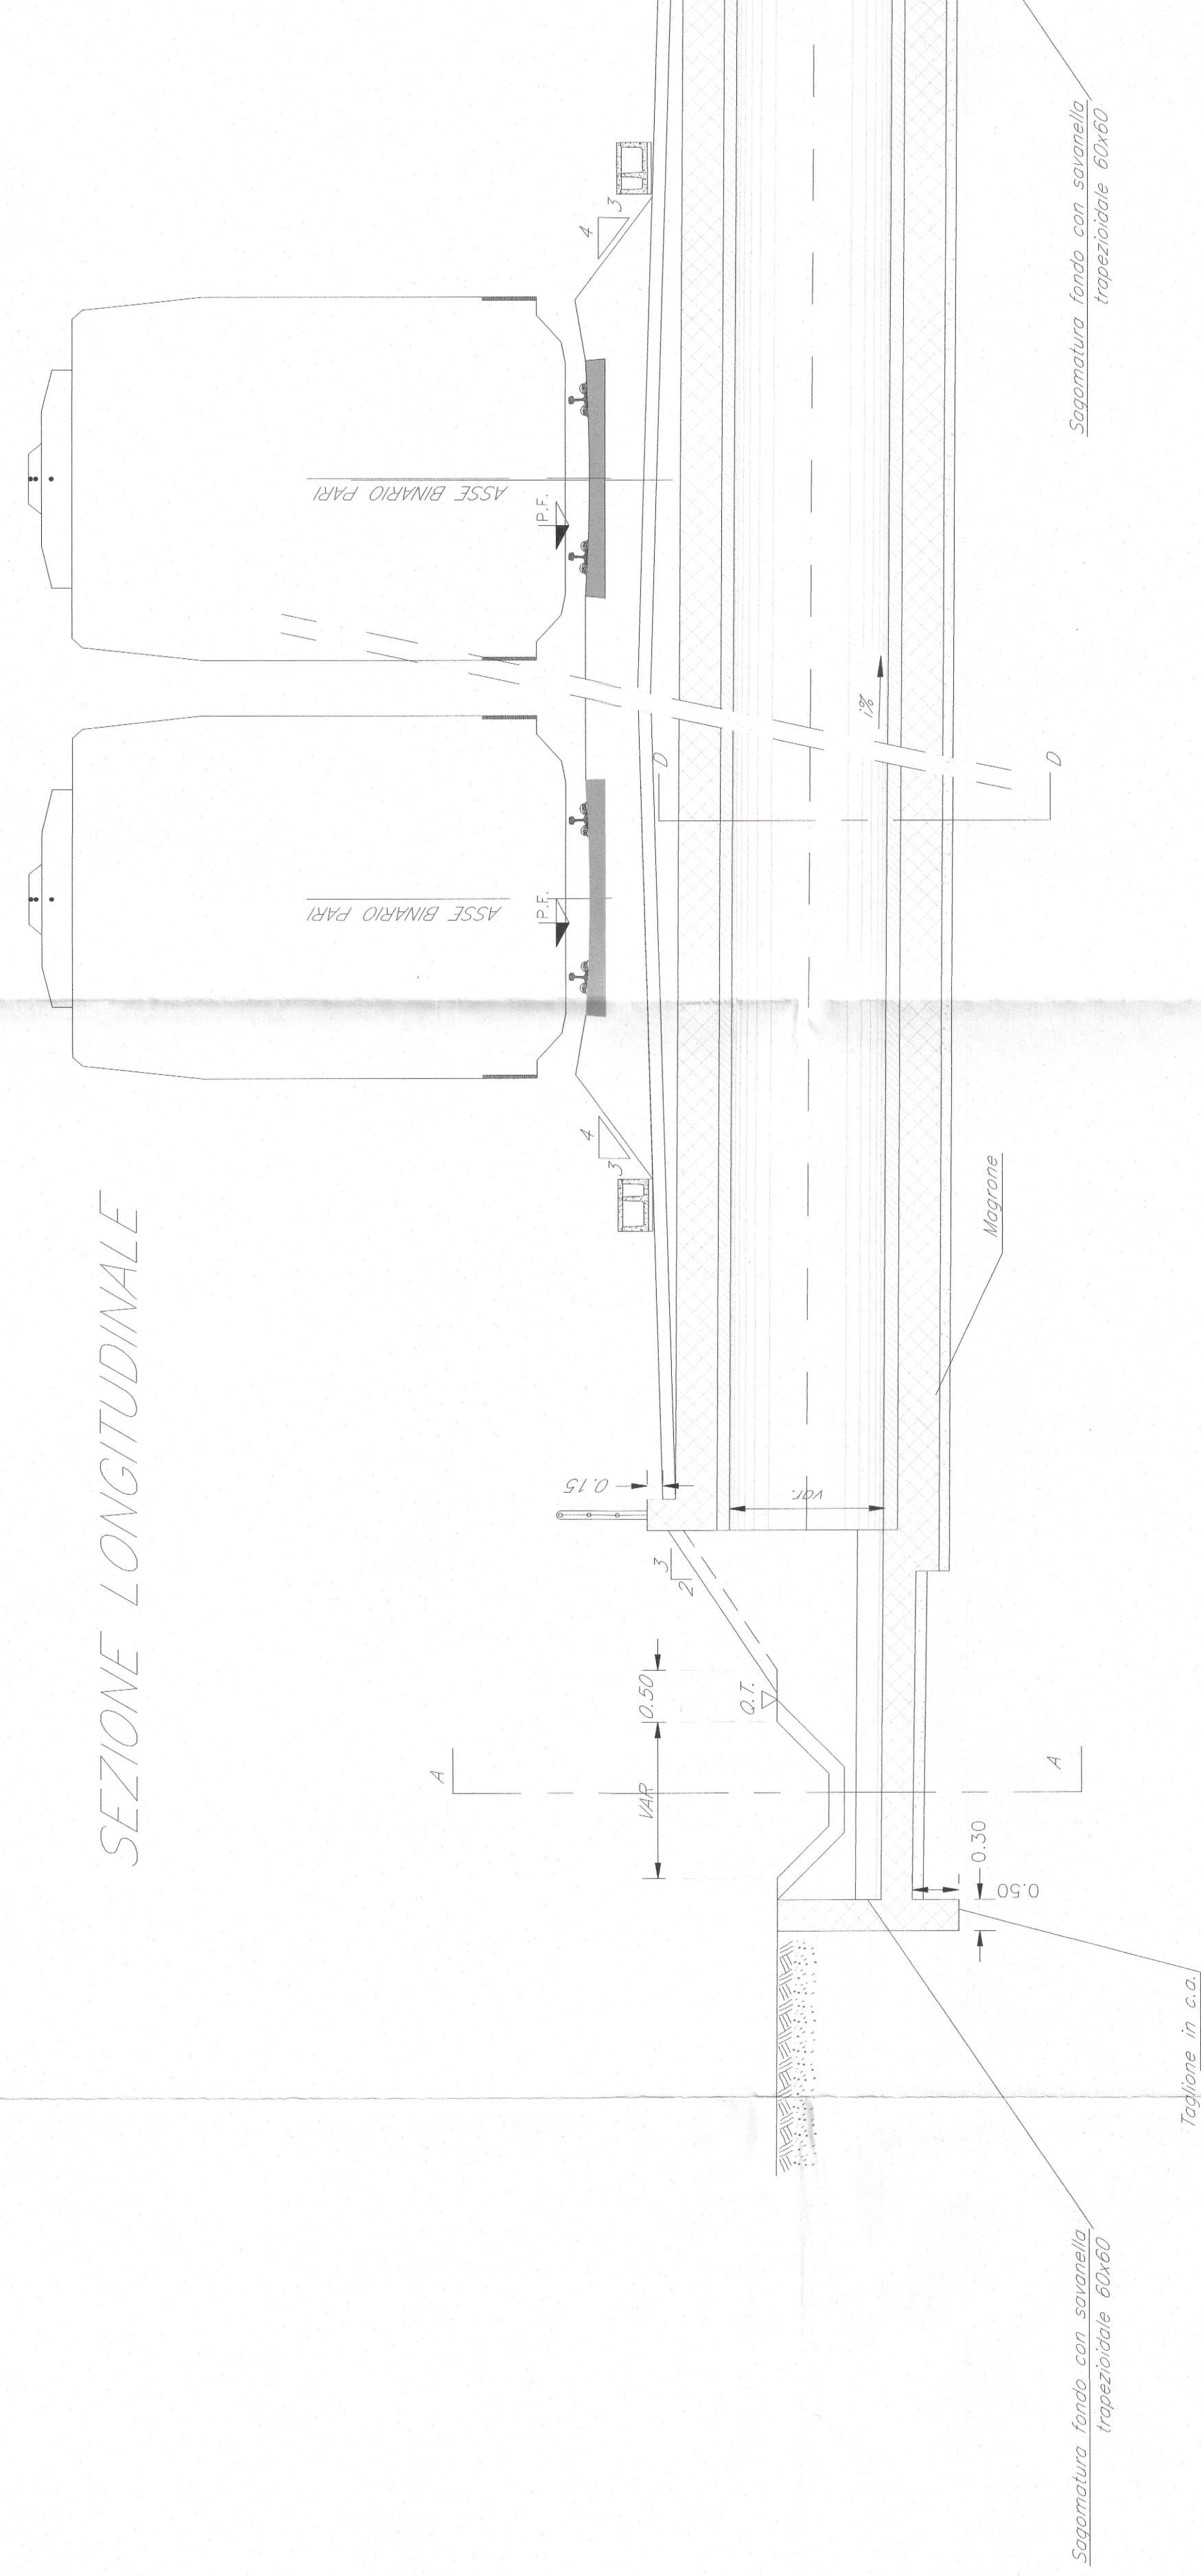 SEZIONE LONGITUDINALE
ASSE BINARIO PARI
P.F.
ASSE BINARIO PARI
P.F.
4
3
4
3
0.15
3
2
0.50
VAR
Q.T.
A
A
D
D
i%
var.
0.30
0.50
Magrone
Taglione in c.a.
Sagomatura fondo con savanella
trapezioidale 60x60
Sagomatura fondo con savanella
trapezioidale 60x60